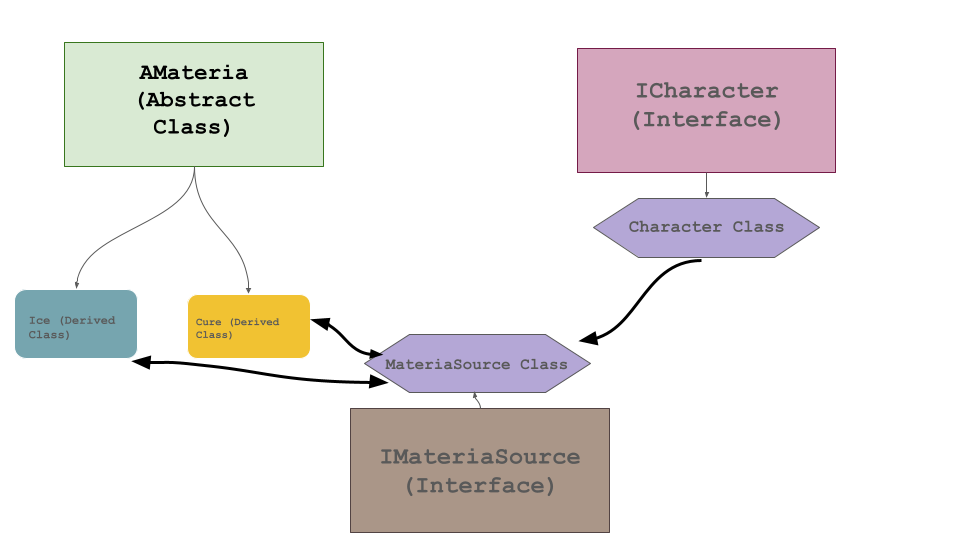 AMateria
(Abstract
Class)
ICharacter
(Interface)
Character Class
Ice (Derived
Class)
Cure (Derived
Class)
MateriaSource Class
IMateriaSource
(Interface)